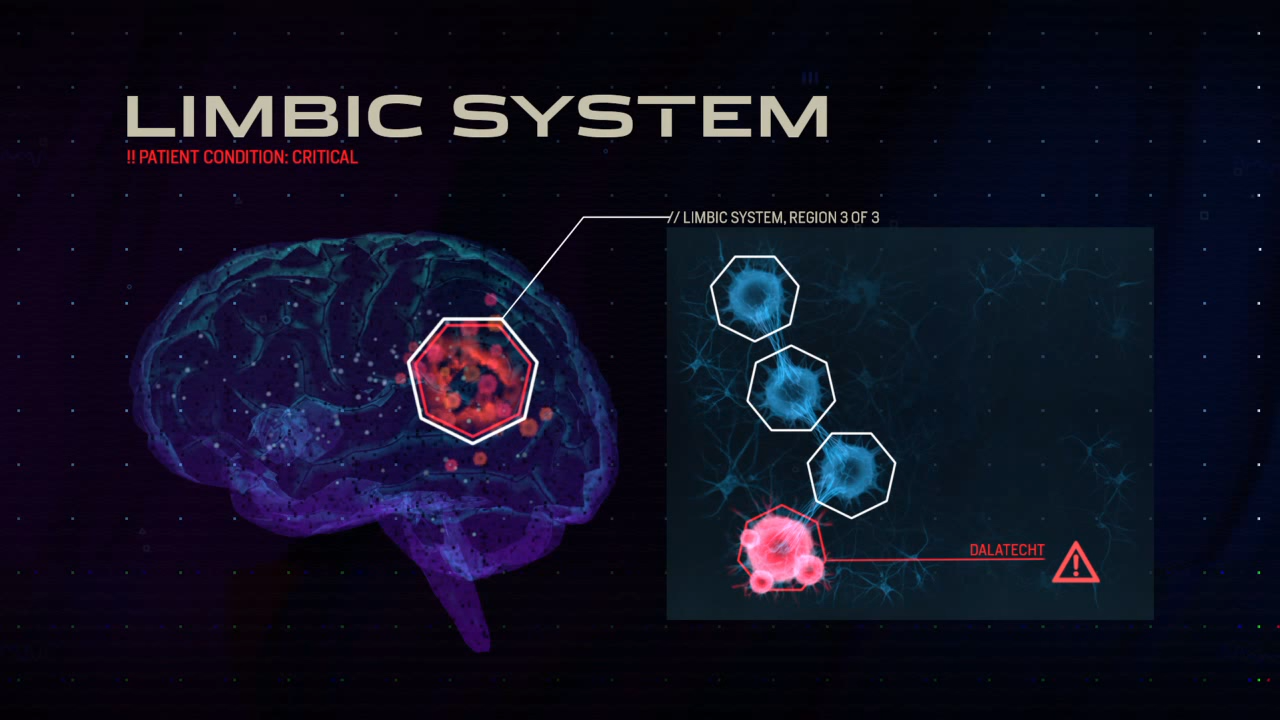 LIMBIC SYSTEM
!! PATIENT CONDITION: CRITICAL
// LIMBIC SYSTEM, REGION 3 OF 3
DALATECHT